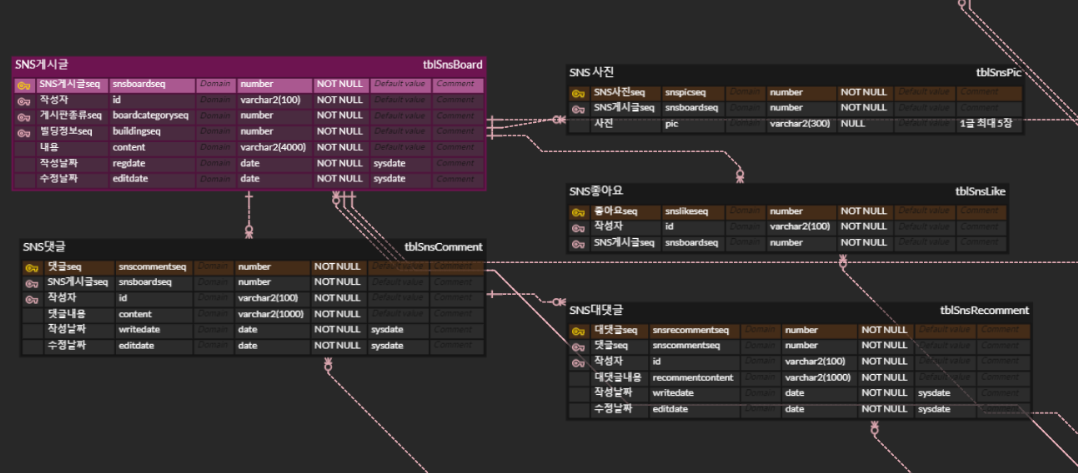 SNS게시글 tblSnsBoard
SNS게시글seq snsboardseq Domain number NOT NULL Default value Comment
작성자 id Domain varchar2(100) NOT NULL Default value Comment
게시판종류seq boardcategoryseq Domain number NOT NULL Default value Comment
빌딩정보seq buildingseq Domain number NOT NULL Default value Comment
내용 content Domain varchar2(4000) NOT NULL Default value Comment
작성날짜 regdate Domain date NOT NULL sysdate Comment
수정날짜 editdate Domain date NOT NULL sysdate Comment
SNS 사진 tblSnsPic
SNS사진seq snspicseq Domain number NOT NULL Default value Comment
SNS게시글seq snsboardseq Domain number NOT NULL Default value Comment
사진 pic Domain varchar2(300) NULL Default value 1글 최대 5장
SNS좋아요 tblSnsLike
좋아요seq snslikeseq Domain number NOT NULL Default value Comment
작성자 id Domain varchar2(100) NOT NULL Default value Comment
SNS게시글seq snsboardseq Domain number NOT NULL Default value Comment
SNS댓글 tblSnsComment
댓글seq snscommentseq Domain number NOT NULL Default value Comment
SNS게시글seq snsboardseq Domain number NOT NULL Default value Comment
작성자 id Domain varchar2(100) NOT NULL Default value Comment
댓글내용 content Domain varchar2(1000) NOT NULL Default value Comment
작성날짜 writedate Domain date NOT NULL sysdate Comment
수정날짜 editdate Domain date NOT NULL sysdate Comment
SNS대댓글 tblSnsRecomment
대댓글seq snsrecommentseq Domain number NOT NULL Default value Comment
댓글seq snscommentseq Domain number NOT NULL Default value Comment
작성자 id Domain varchar2(100) NOT NULL Default value Comment
대댓글내용 recommentcontent Domain varchar2(1000) NOT NULL Default value Comment
작성날짜 writedate Domain date NOT NULL sysdate Comment
수정날짜 editdate Domain date NOT NULL sysdate Comment